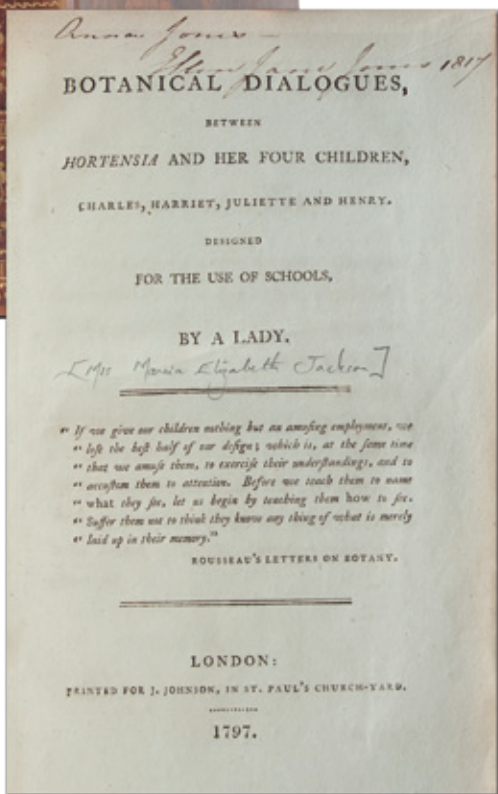 Anna Jones
Ellen Jane Jones 1817
BOTANICAL DIALOGUES,
BETWEEN
HORTENSIA AND HER FOUR CHILDREN,
CHARLES, HARRIET, JULIETTE AND HENRY.
DESIGNED
FOR THE USE OF SCHOOLS,
BY A LADY.
[Mrs Maria Elizabeth Jackson]
“ If we give our children nothing but an amuſing employment, we
“ loſe the beſt half of our deſign; which is, at the ſame time
“ that we amuſe them, to exerciſe their underſtandings, and to
“ accuſtom them to attention. Before we teach them to name
“ what they ſee, let us begin by teaching them how to ſee.
“ Suffer them not to think they know any thing of what is merely
“ laid up in their memory.”
ROUSSEAU'S LETTERS ON BOTANY.
LONDON:
PRINTED FOR J. JOHNSON, IN ST. PAUL'S CHURCH-YARD.
1797.